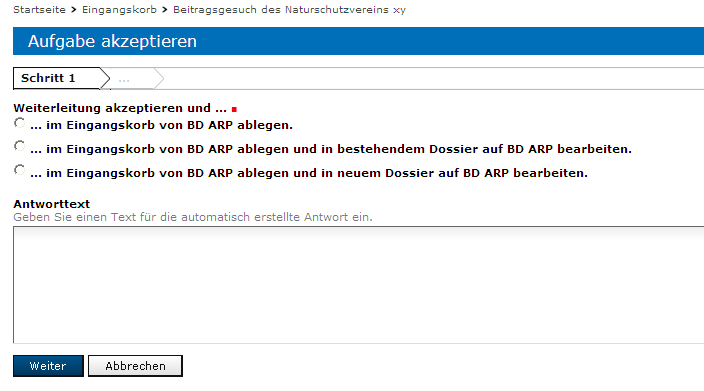 Startseite > Eingangskorb > Beitragsgesuch des Naturschutzvereins xy
Aufgabe akzeptieren
Schritt 1 ...
Weiterleitung akzeptieren und ...
... im Eingangskorb von BD ARP ablegen.
... im Eingangskorb von BD ARP ablegen und in bestehendem Dossier auf BD ARP bearbeiten.
... im Eingangskorb von BD ARP ablegen und in neuem Dossier auf BD ARP bearbeiten.
Antworttext
Geben Sie einen Text für die automatisch erstellte Antwort ein.
Weiter Abbrechen